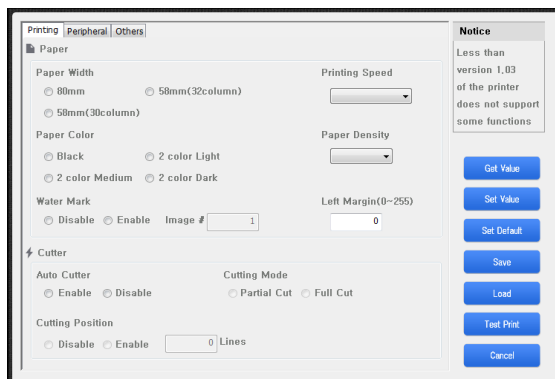 Printing Peripheral Others
Paper
Paper Width
80mm 58mm(32column)
58mm(30column)
Printing Speed
Paper Color
Black 2 color Light
2 color Medium 2 color Dark
Paper Density
Water Mark
Disable Enable Image # 1
Left Margin(0~255)
0
Cutter
Auto Cutter
Enable Disable
Cutting Mode
Partial Cut Full Cut
Cutting Position
Disable Enable 0 Lines
Notice
Less than
version 1.03
of the printer
does not support
some functions
Get Value
Set Value
Set Default
Save
Load
Test Print
Cancel